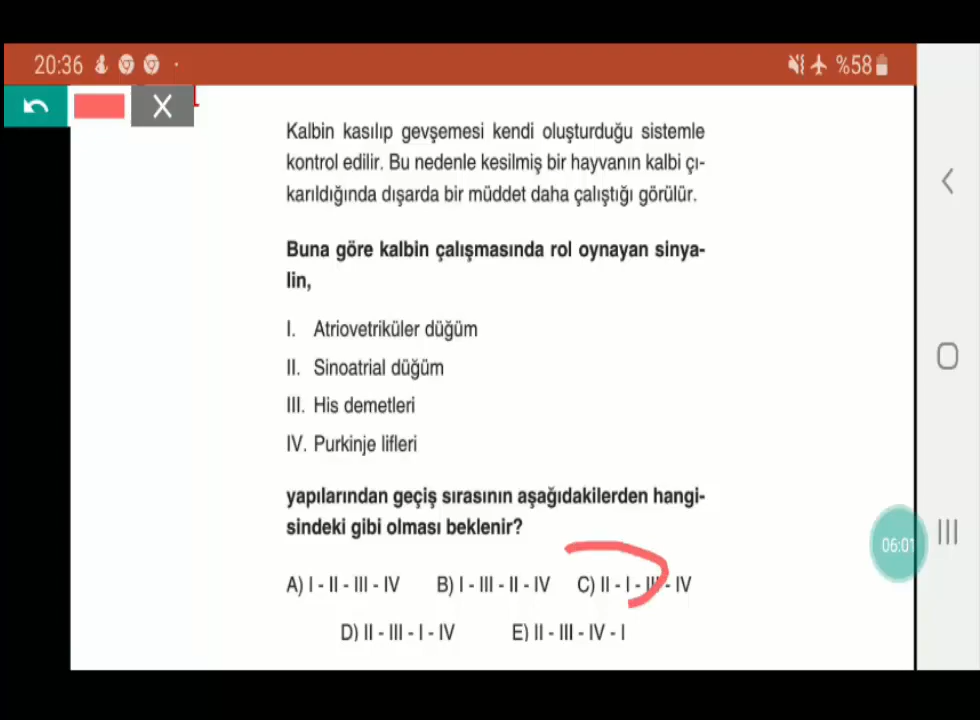 20:36
%58
X
Kalbin kasılıp gevşemesi kendi oluşturduğu sistemle
kontrol edilir. Bu nedenle kesilmiş bir hayvanın kalbi çı-
karıldığında dışarda bir müddet daha çalıştığı görülür.
Buna göre kalbin çalışmasında rol oynayan sinya-
lin,
I. Atriovetriküler düğüm
II. Sinoatrial düğüm
III. His demetleri
IV. Purkinje lifleri
yapılarından geçiş sırasının aşağıdakilerden hangi-
sindeki gibi olması beklenir?
06:01
A) I - II - III - IV B) I - III - II - IV C) II - I - III - IV
D) II - III - I - IV E) II - III - IV - I